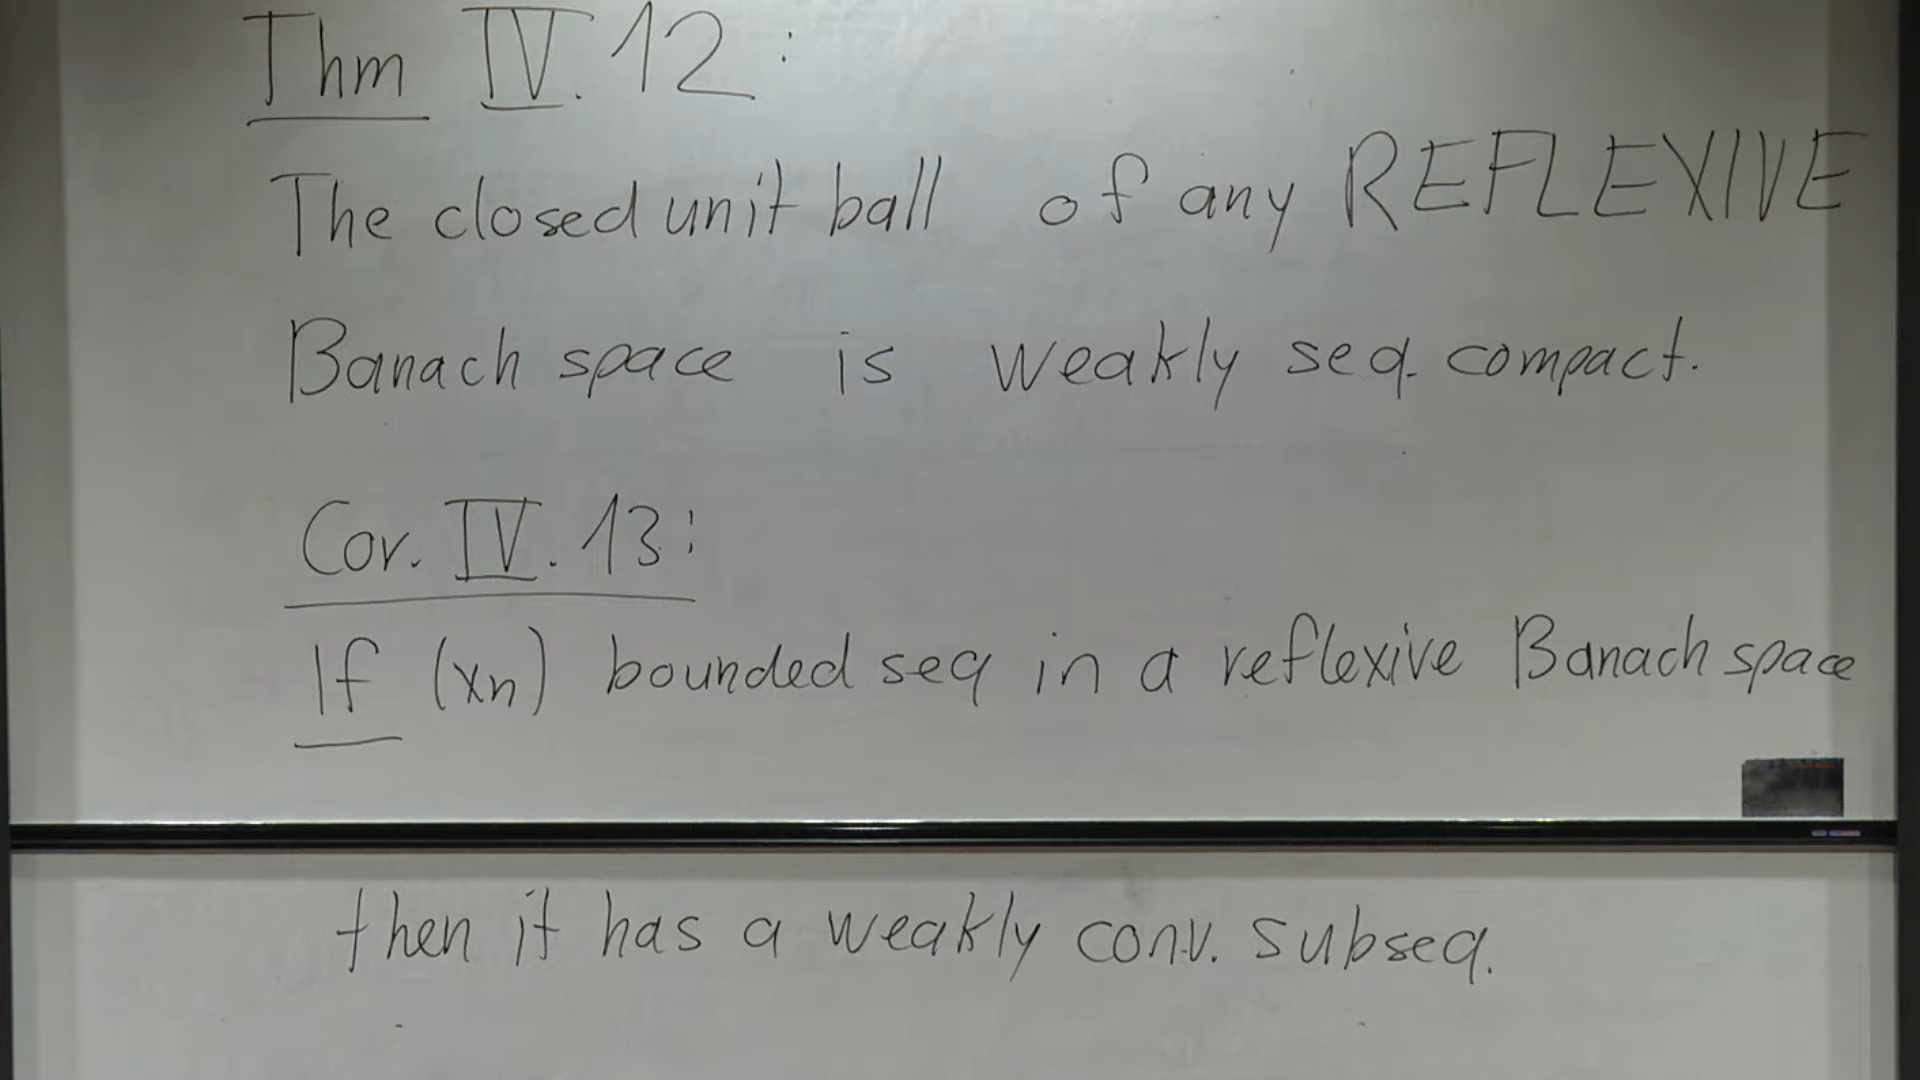 Thm IV.12:
The closed unit ball of any REFLEXIVE
Banach space is weakly seq. compact.
Cor. IV.13:
If (xn) bounded seq in a reflexive Banach space
then it has a weakly conv. subseq.